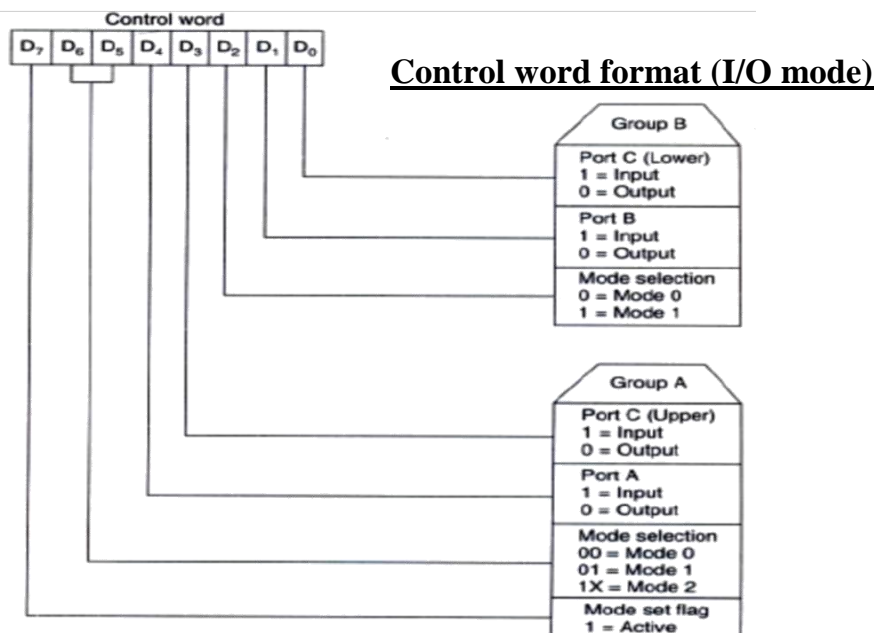 Control word
D₇ D₆ D₅ D₄ D₃ D₂ D₁ D₀
Control word format (I/O mode)
Group B
Port C (Lower)
1 = Input
0 = Output
Port B
1 = Input
0 = Output
Mode selection
0 = Mode 0
1 = Mode 1
Group A
Port C (Upper)
1 = Input
0 = Output
Port A
1 = Input
0 = Output
Mode selection
00 = Mode 0
01 = Mode 1
1X = Mode 2
Mode set flag
1 = Active